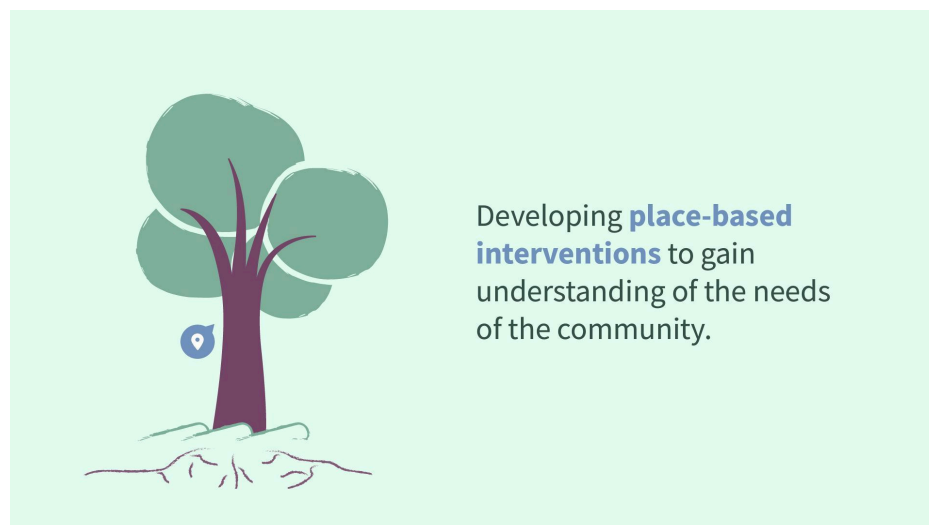 Developing place-based
interventions to gain
understanding of the needs
of the community.